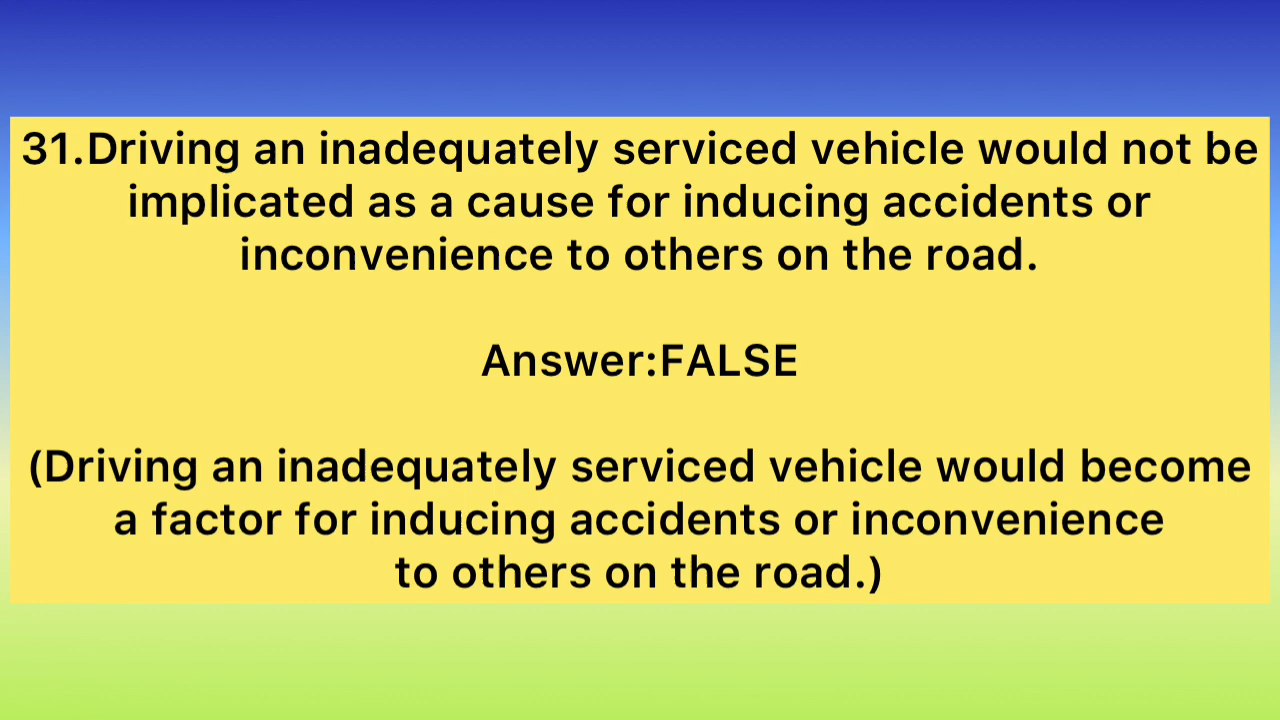 31.Driving an inadequately serviced vehicle would not be
implicated as a cause for inducing accidents or
inconvenience to others on the road.
Answer:FALSE
(Driving an inadequately serviced vehicle would become
a factor for inducing accidents or inconvenience
to others on the road.)